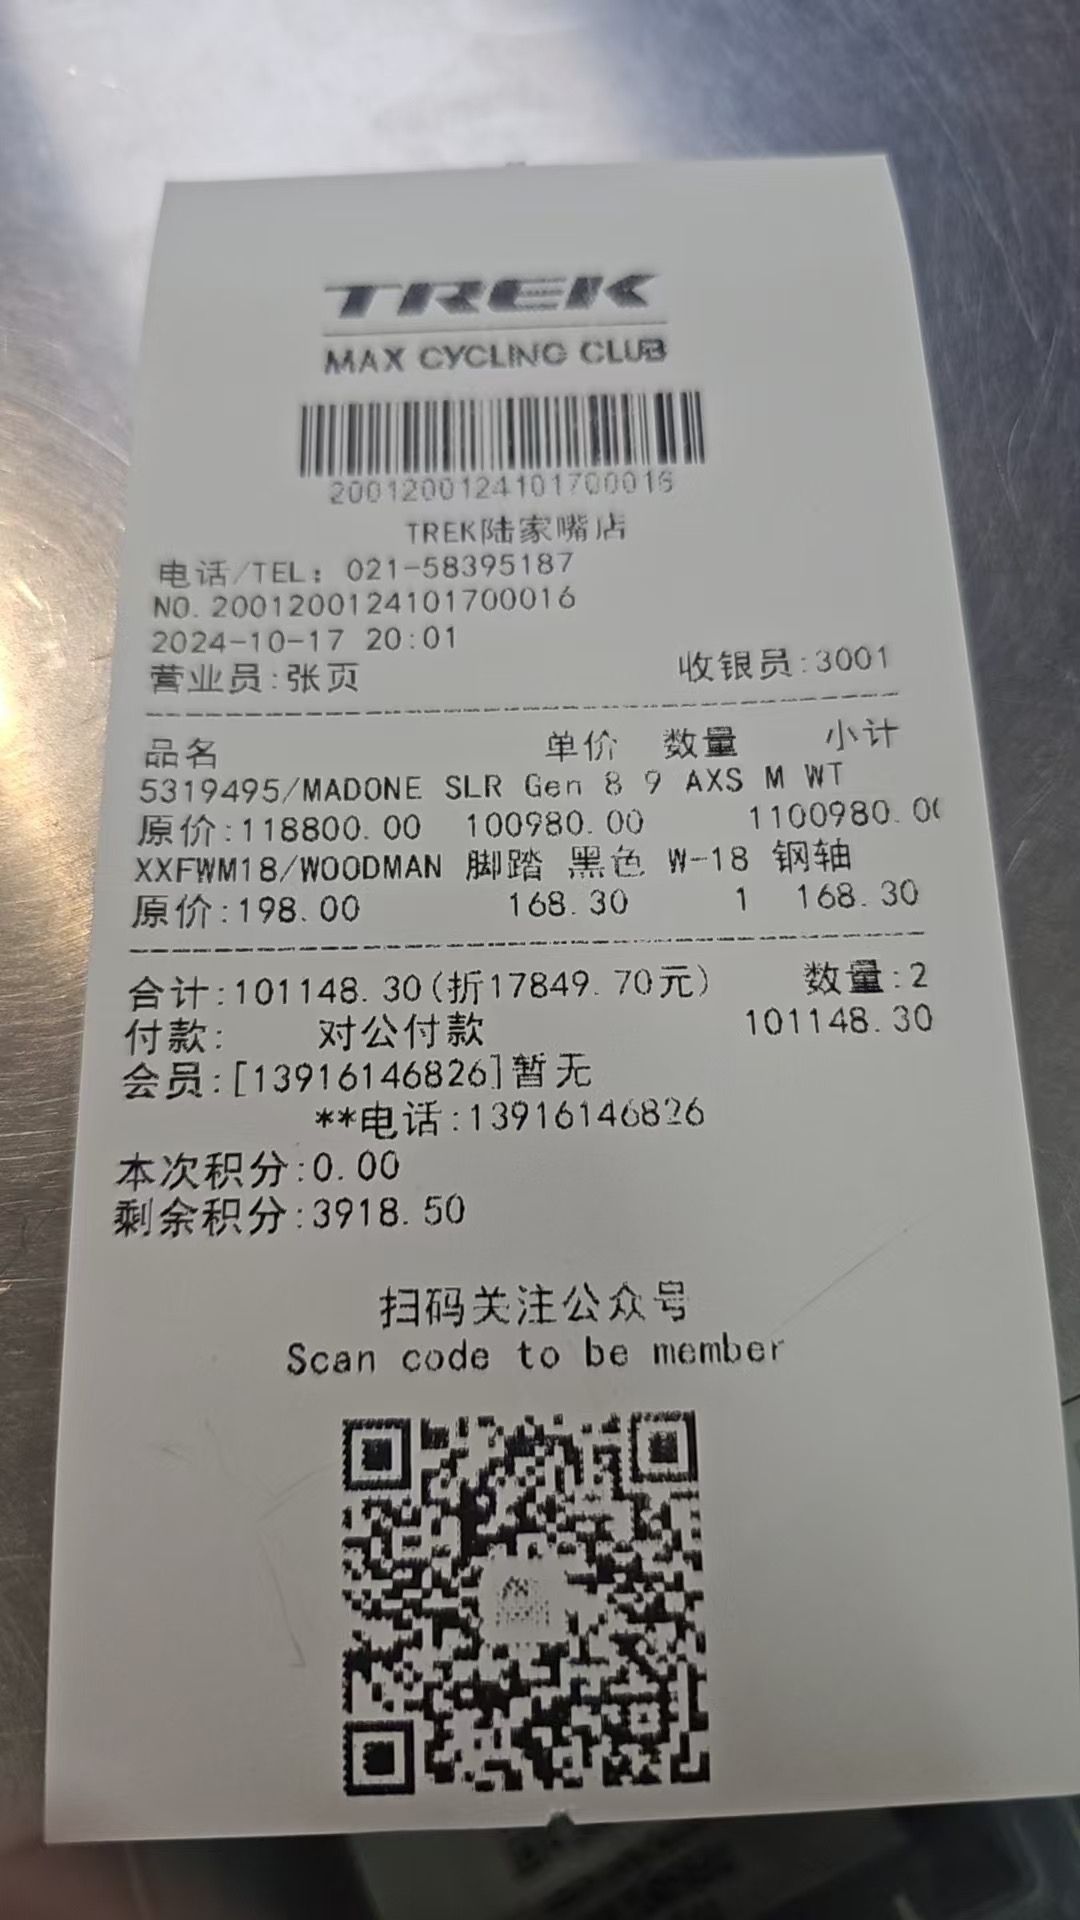 TREK
MAX CYCLING CLUB
2001200124101700016
TREK陆家嘴店
电话/TEL: 021-58395187
NO.2001200124101700016
2024-10-17 20:01
营业员:张页 收银员:3001
品名 单价 数量 小计
5319495/MADONE SLR Gen 8 9 AXS M WT
原价:118800.00 100980.00 1100980.00
XXFWM18/WOODMAN 脚踏 黑色 W-18 钢轴
原价:198.00 168.30 1 168.30
合计:101148.30(折17849.70元) 数量:2
付款: 对公付款 101148.30
会员:[13916146826]暂无
**电话:13916146826
本次积分:0.00
剩余积分:3918.50
扫码关注公众号
Scan code to be member